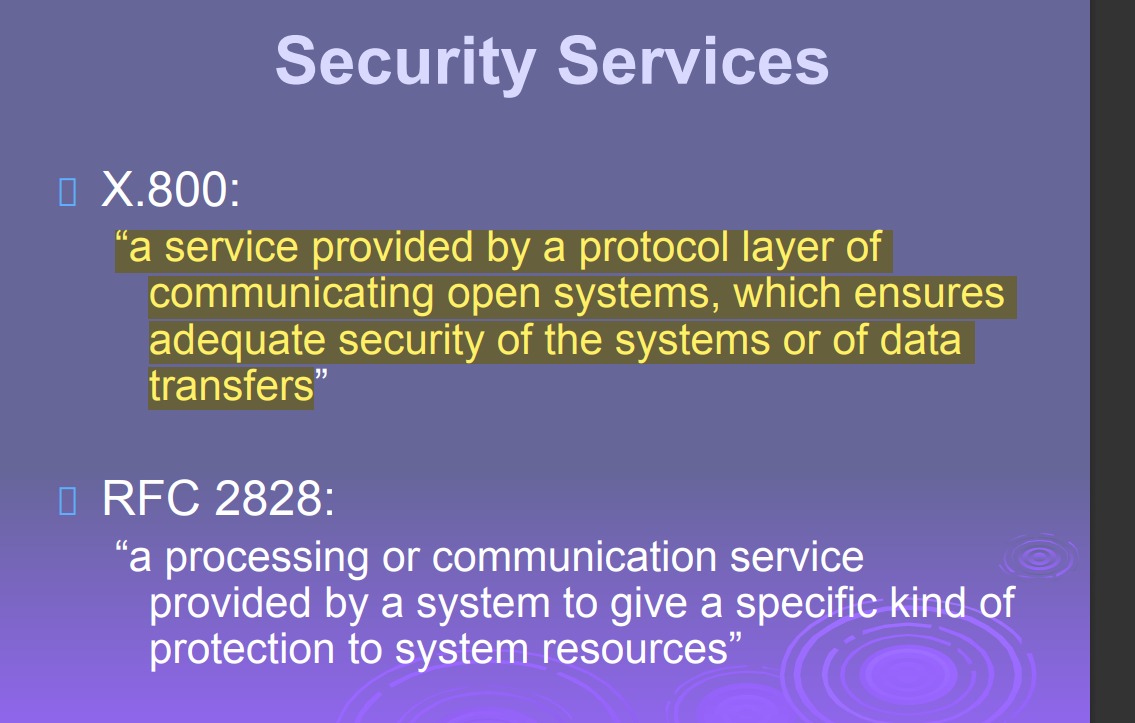 Security Services
X.800:
“a service provided by a protocol layer of
communicating open systems, which ensures
adequate security of the systems or of data
transfers”
RFC 2828:
“a processing or communication service
provided by a system to give a specific kind of
protection to system resources”